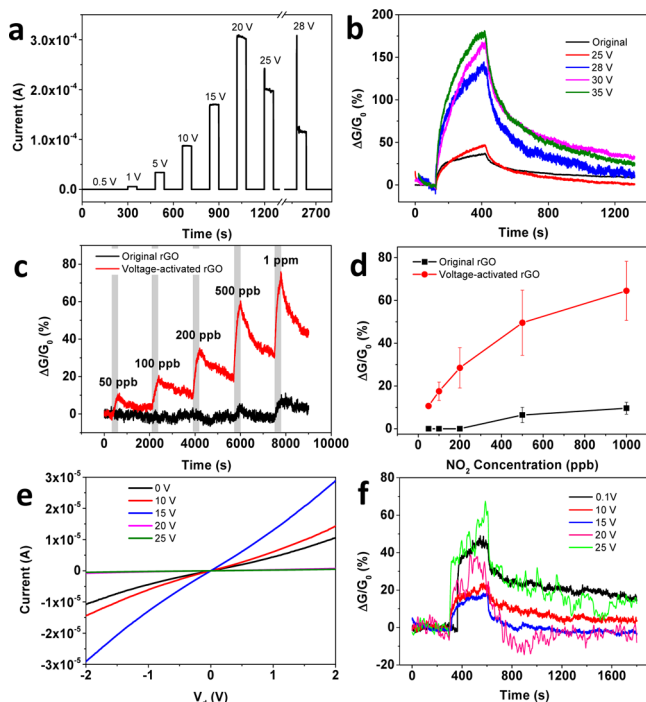 a
Current (A)
3.0x10⁻⁴
2.0x10⁻⁴
1.0x10⁻⁴
0.0
0.5 V
1 V
5 V
10 V
15 V
20 V
25 V
28 V
0 300 600 900 1200 2700
Time (s)
b
ΔG/G₀ (%)
200
150
100
50
0
Original
25 V
28 V
30 V
35 V
0 400 800 1200
Time (s)
c
Original rGO
Voltage-activated rGO
ΔG/G₀ (%)
80
60
40
20
0
50 ppb
100 ppb
200 ppb
500 ppb
1 ppm
0 2000 4000 6000 8000 10000
Time (s)
d
Original rGO
Voltage-activated rGO
ΔG/G₀ (%)
80
60
40
20
0
0 200 400 600 800 1000
NO₂ Concentration (ppb)
e
Current (A)
3x10⁻⁵
2x10⁻⁵
1x10⁻⁵
0
-1x10⁻⁵
-2x10⁻⁵
-3x10⁻⁵
0 V
10 V
15 V
20 V
25 V
-2 -1 0 1 2
(V)
f
ΔG/G₀ (%)
80
60
40
20
0
-20
0.1V
10 V
15 V
20 V
25 V
0 400 800 1200 1600
Time (s)